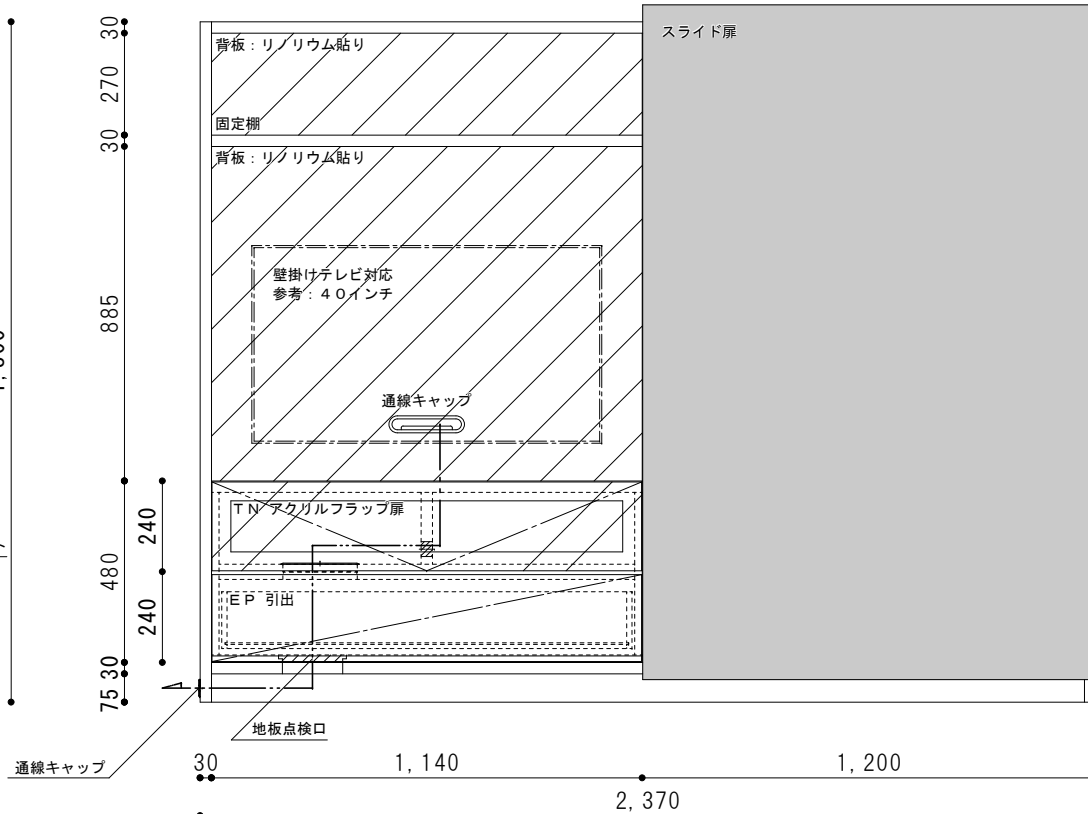 30
背板：リノリウム貼り
スライド扉
270
固定棚
30
背板：リノリウム貼り
壁掛けテレビ対応
参考：４０インチ
885
通線キャップ
ＴＮ アクリルフラップ扉
240
480
ＥＰ 引出
240
30
75
地板点検口
通線キャップ
30
1,140
1,200
2,370